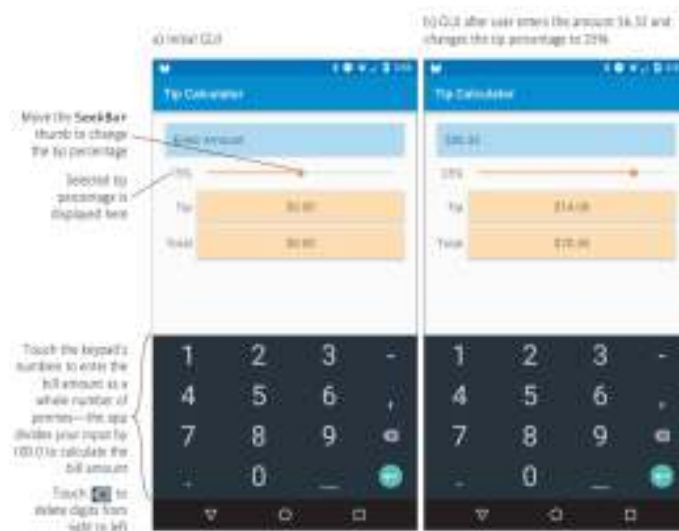 a) Initial GUI
b) GUI after user enters the amount 56.32 and
changes the tip percentage to 25%
Tip Calculator
Tip Calculator
Move the SeekBar
thumb to change
the tip percentage
Enter Amount
Selected tip
percentage is
displayed here
25%
Tip
Tip
Total
Total
Touch the keypad's
numbers to enter the
bill amount as a
whole number of
pennies—the app
divides your input by
100.0 to calculate the
bill amount
Touch to
delete digits from
right to left
1 2 3 -
4 5 6 ,
7 8 9
. 0 _
1 2 3 -
4 5 6 ,
7 8 9
. 0 _